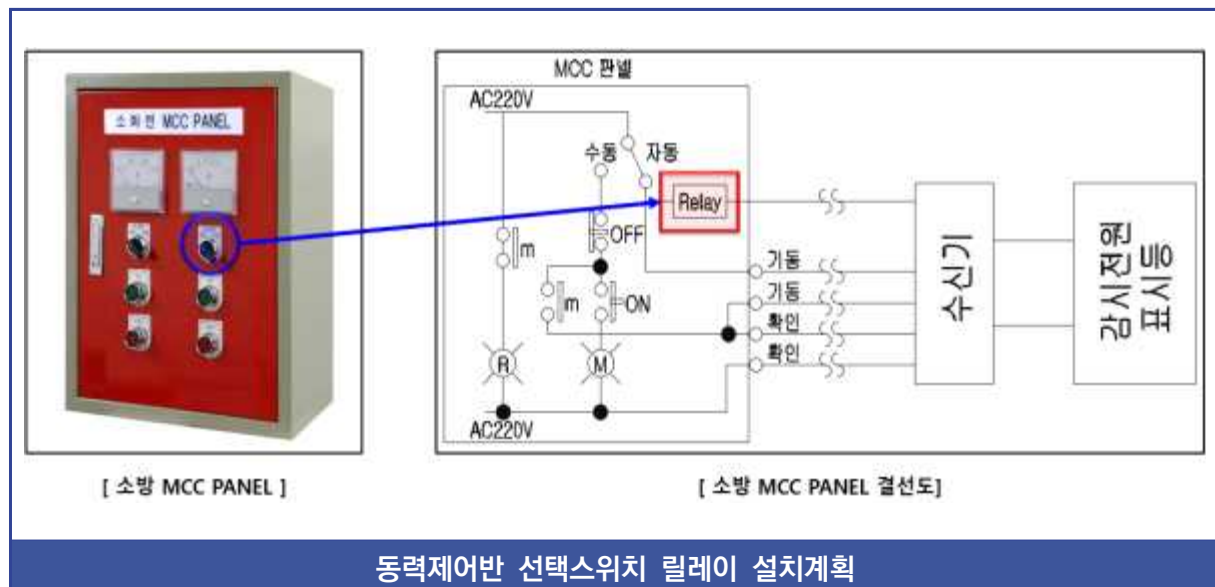 MCC 판넬
AC220V
소 화 전 MCC PANEL
수동
자동
Relay
OFF
m
기동
기동
m
ON
확인
확인
R
M
AC220V
수신기
감시전원
표시등
[ 소방 MCC PANEL ]
[ 소방 MCC PANEL 결선도]
동력제어반 선택스위치 릴레이 설치계획